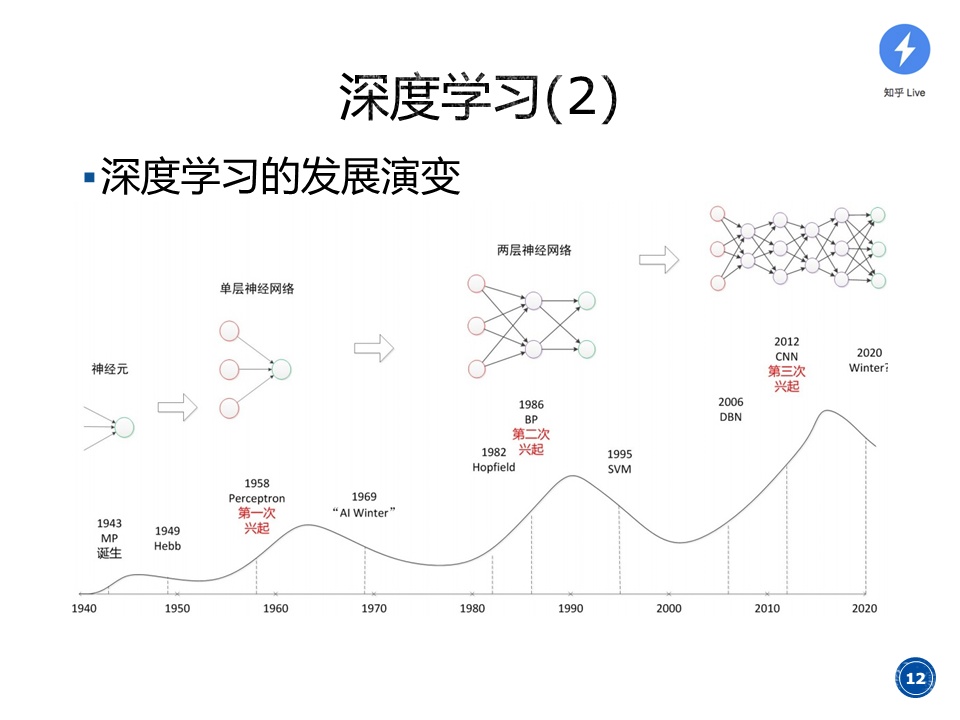 知乎 Live
深度学习(2)
深度学习的发展演变
两层神经网络
单层神经网络
神经元
2012
CNN
第三次
兴起
2020
Winter?
2006
DBN
1986
BP
第二次
兴起
1982
Hopfield
1995
SVM
1958
Perceptron
第一次
兴起
1969
“AI Winter”
1943
MP
诞生
1949
Hebb
1940 1950 1960 1970 1980 1990 2000 2010 2020
12